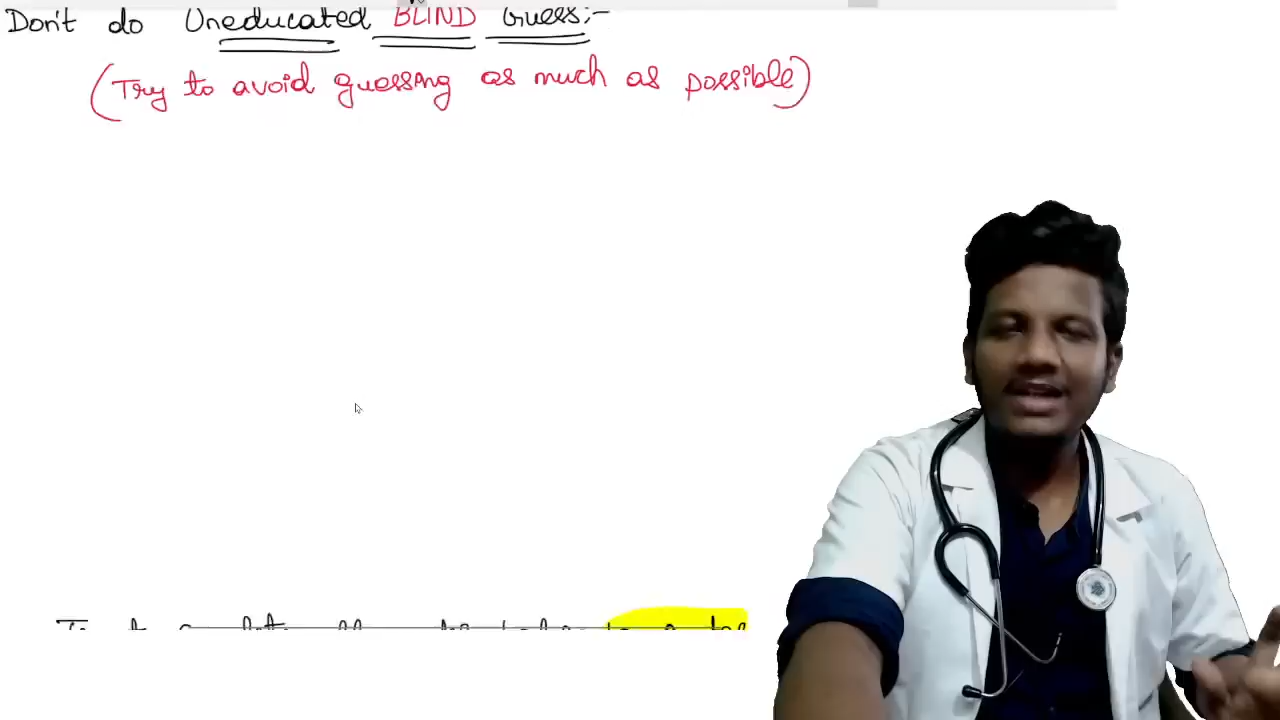 Don't do Uneducated BLIND Guess:-
(Try to avoid guessing as much as possible)